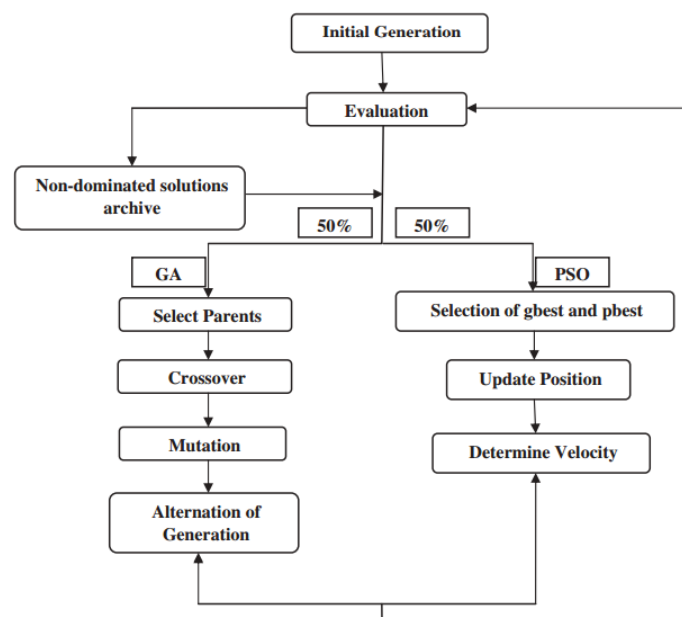 Initial Generation
Evaluation
Non-dominated solutions
archive
50%
50%
GA
PSO
Select Parents
Selection of gbest and pbest
Crossover
Update Position
Mutation
Determine Velocity
Alternation of
Generation